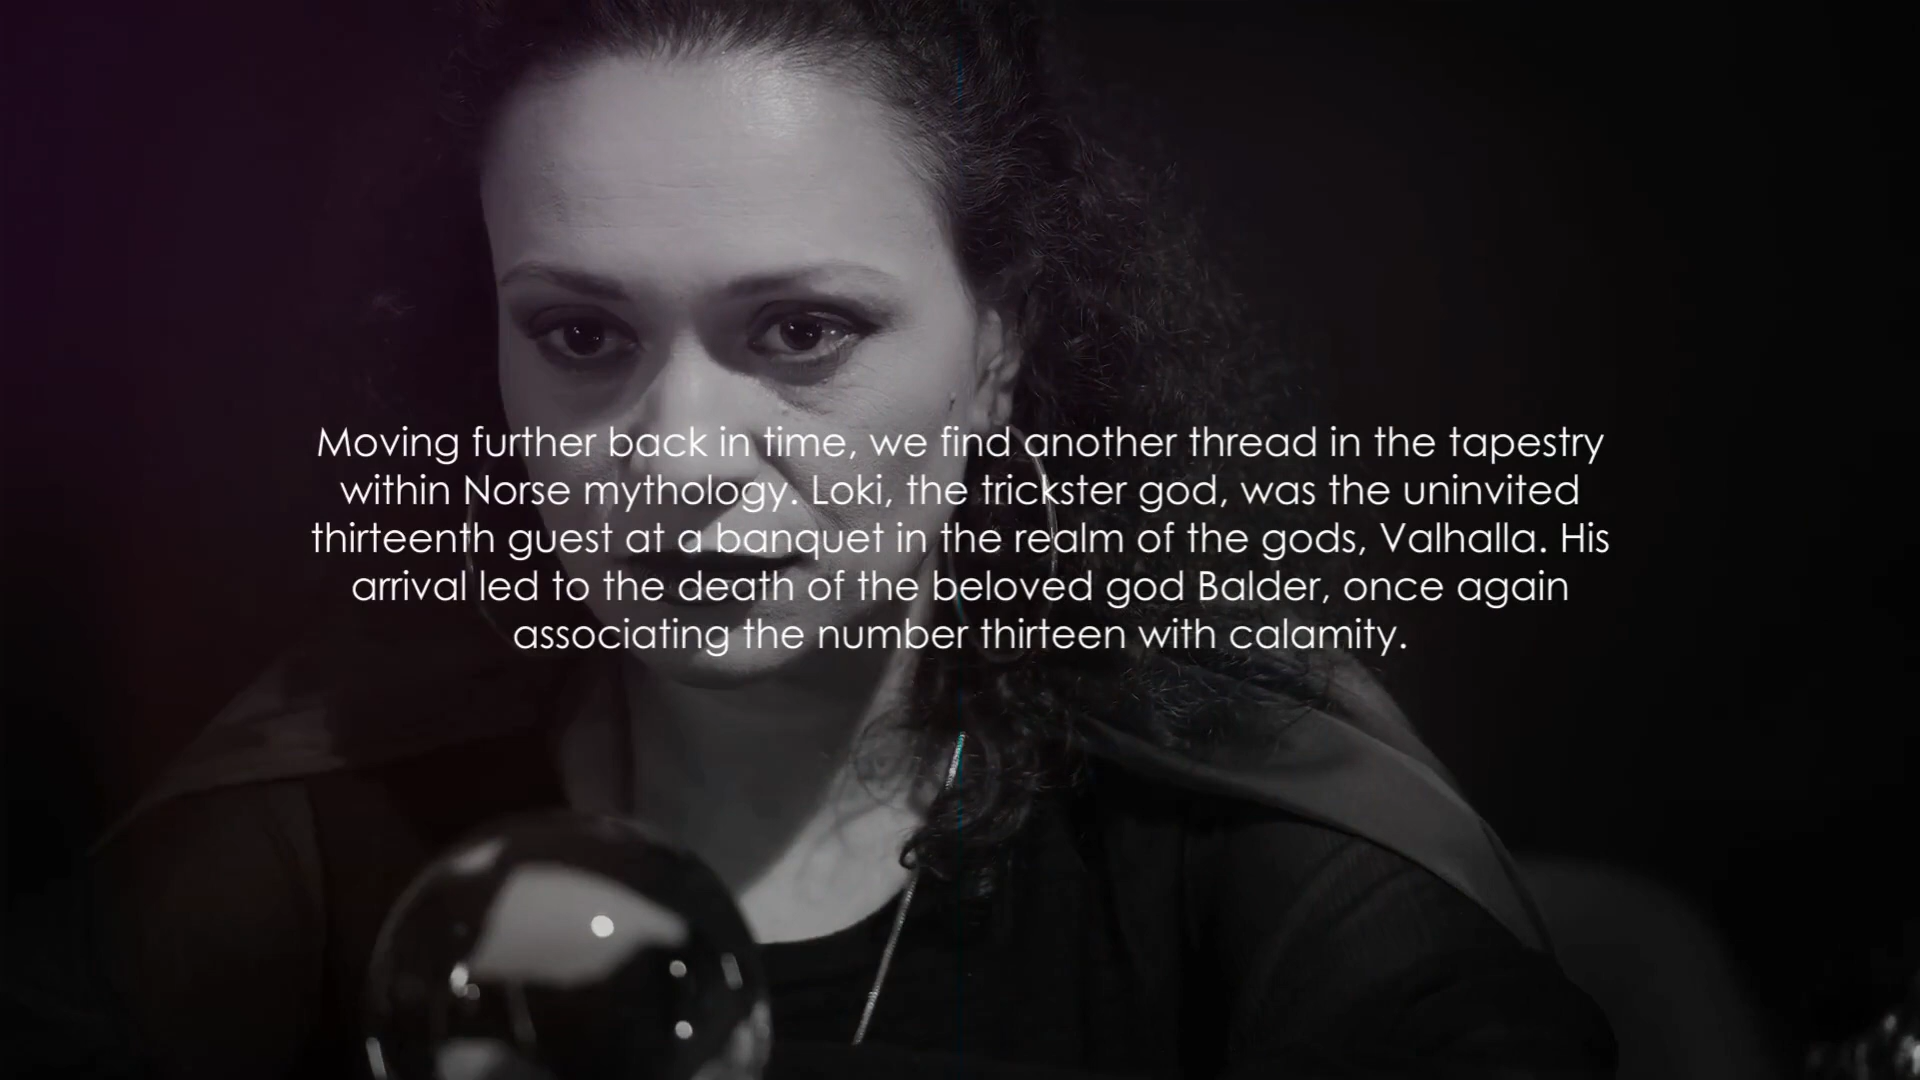 Moving further back in time, we find another thread in the tapestry
within Norse mythology. Loki, the trickster god, was the uninvited
thirteenth guest at a banquet in the realm of the gods, Valhalla. His
arrival led to the death of the beloved god Balder, once again
associating the number thirteen with calamity.